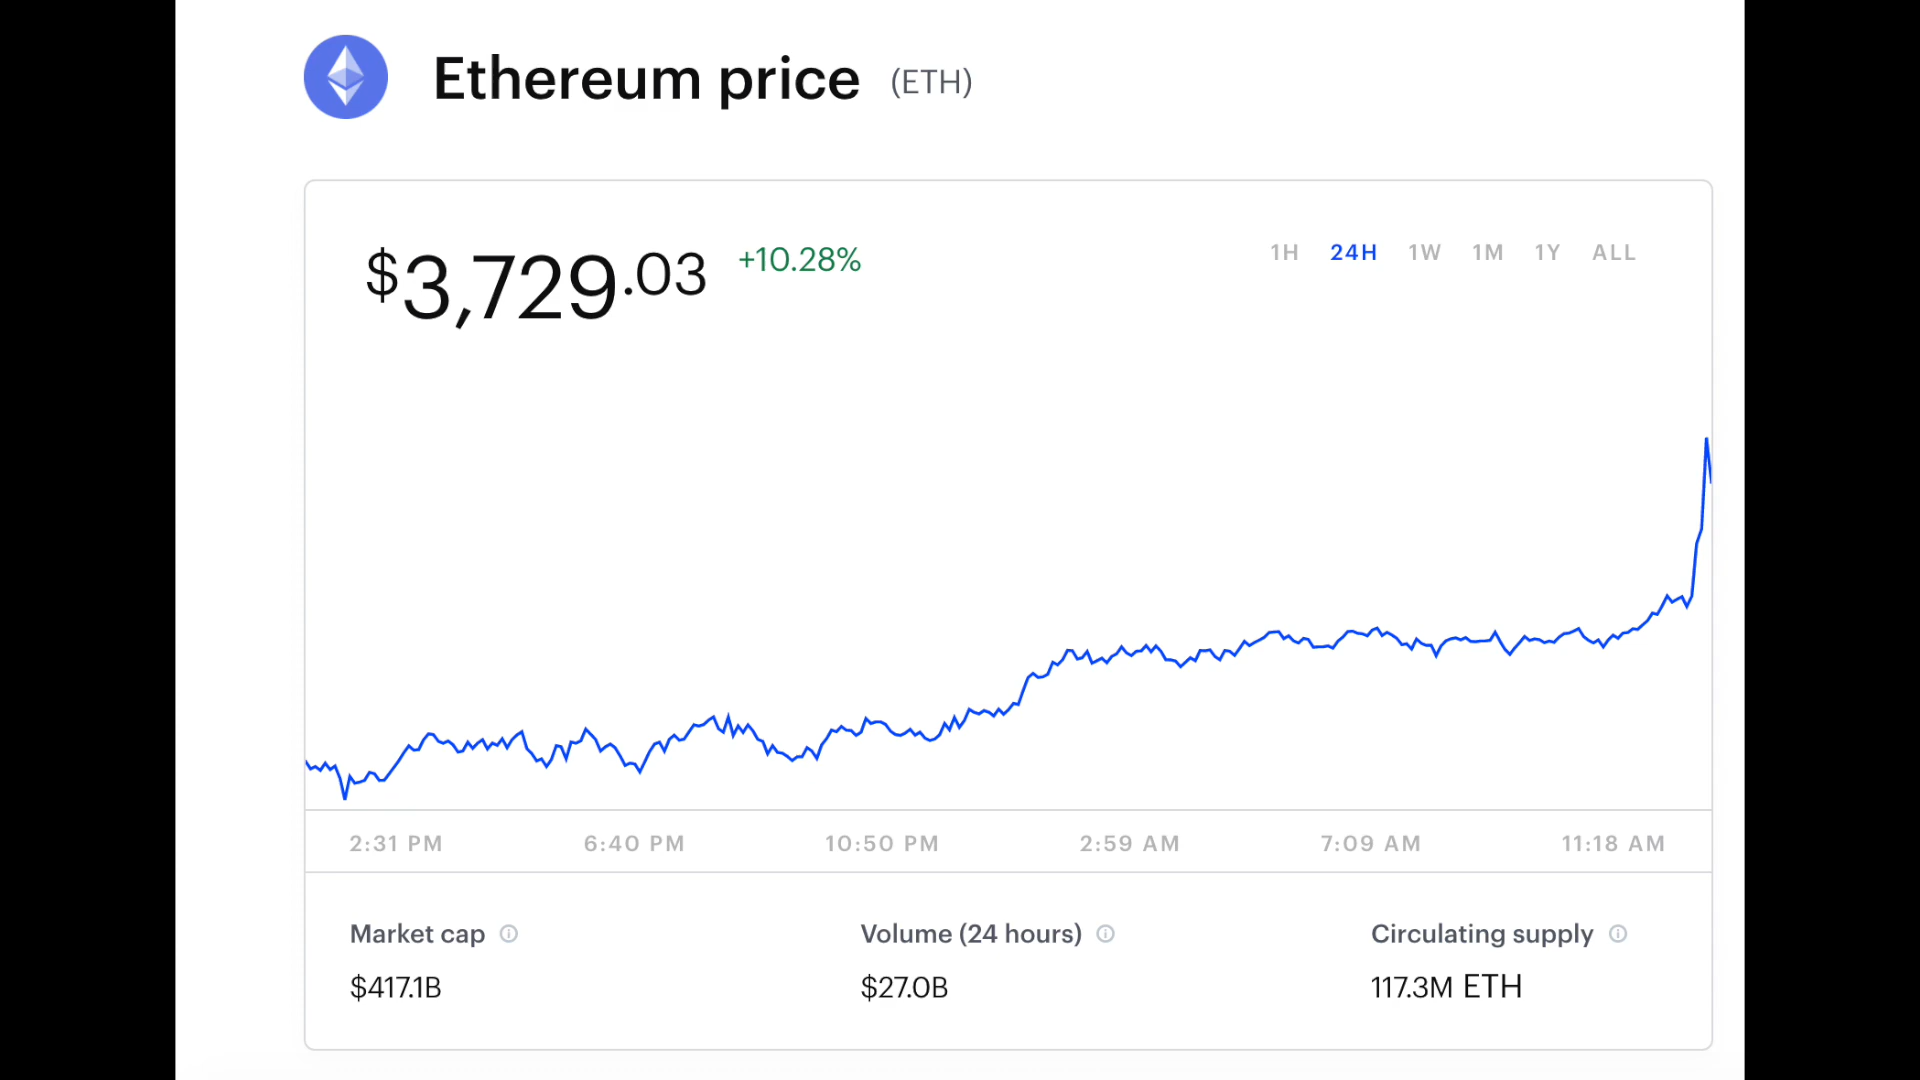 Ethereum price (ETH)
$3,729.03 +10.28%
1H 24H 1W 1M 1Y ALL
2:31 PM 6:40 PM 10:50 PM 2:59 AM 7:09 AM 11:18 AM
Market cap Volume (24 hours) Circulating supply
$417.1B $27.0B 117.3M ETH